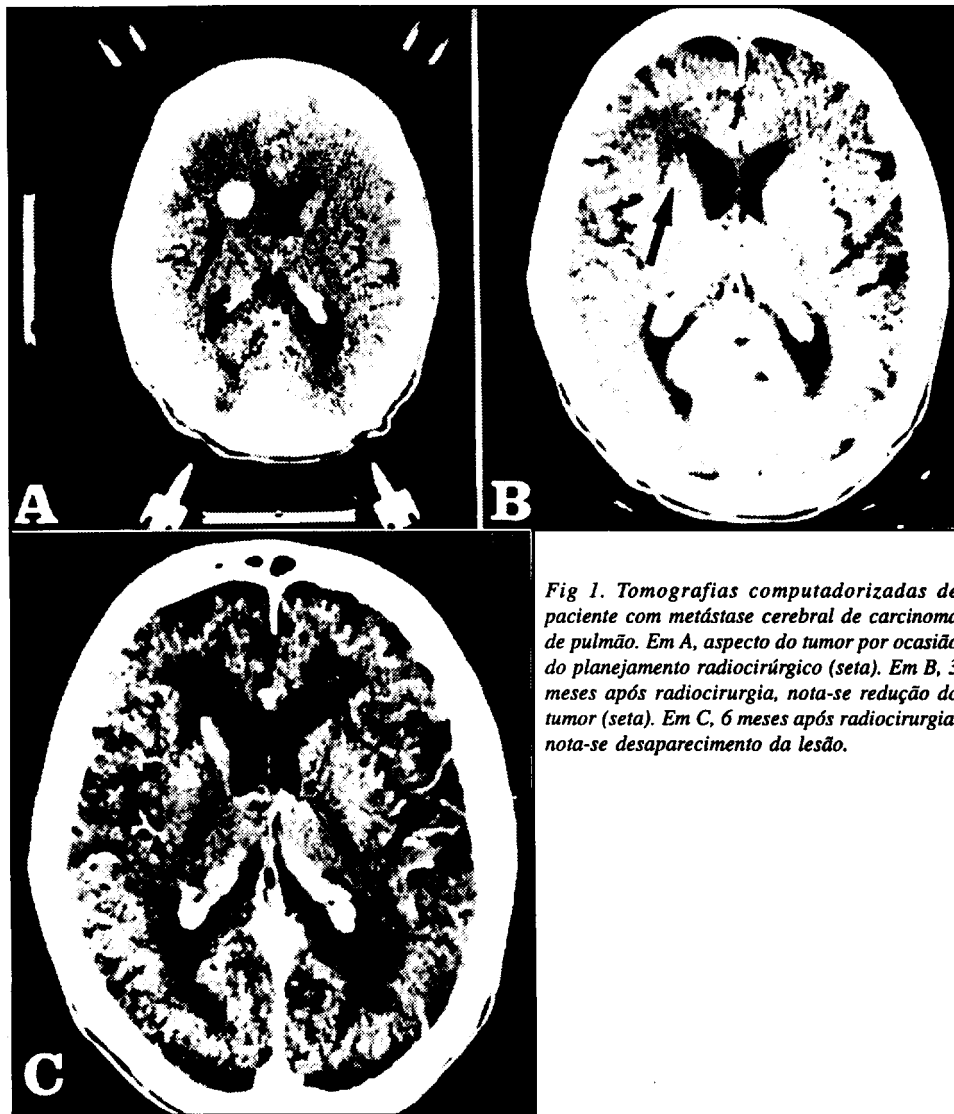 A
B
C
Fig 1. Tomografias computadorizadas de
paciente com metástase cerebral de carcinoma
de pulmão. Em A, aspecto do tumor por ocasião
do planejamento radiocirúrgico (seta). Em B, 3
meses após radiocirurgia, nota-se redução do
tumor (seta). Em C, 6 meses após radiocirurgia
nota-se desaparecimento da lesão.